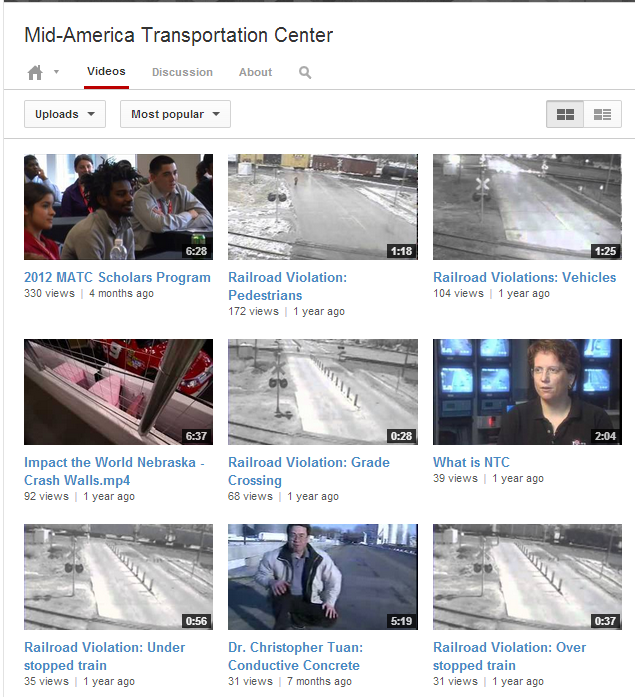 Mid-America Transportation Center
Videos Discussion About
Uploads Most popular
6:28 1:18 1:25
2012 MATC Scholars Program
330 views | 4 months ago
Railroad Violation:
Pedestrians
172 views | 1 year ago
Railroad Violations: Vehicles
104 views | 1 year ago
6:37 0:28 2:04
Impact the World Nebraska -
Crash Walls.mp4
92 views | 1 year ago
Railroad Violation: Grade
Crossing
68 views | 1 year ago
What is NTC
39 views | 1 year ago
0:56 5:19 0:37
Railroad Violation: Under
stopped train
35 views | 1 year ago
Dr. Christopher Tuan:
Conductive Concrete
31 views | 7 months ago
Railroad Violation: Over
stopped train
31 views | 1 year ago